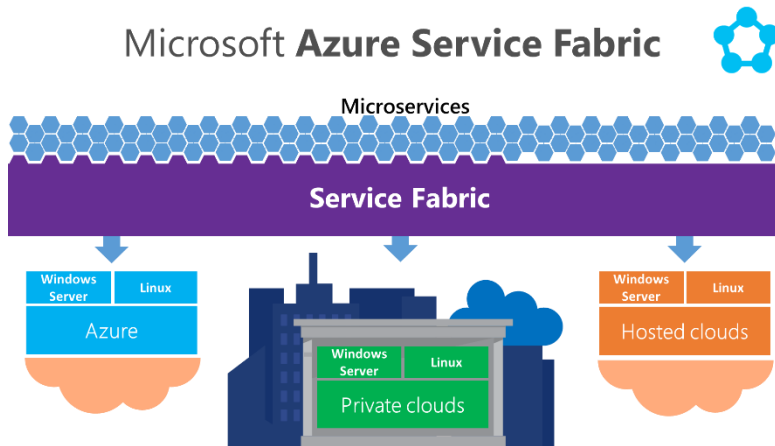 Microsoft Azure Service Fabric
Microservices
Service Fabric
Windows
Server
Linux
Azure
Windows
Server
Linux
Private clouds
Windows
Server
Linux
Hosted clouds